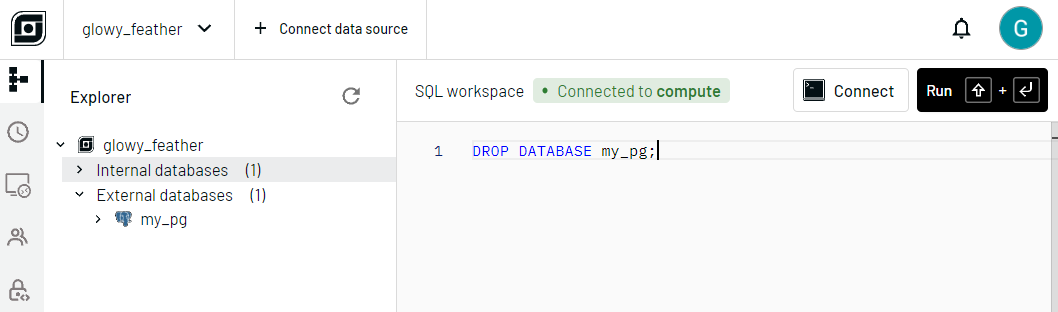 glowy_feather
+ Connect data source
G
Explorer
SQL workspace
• Connected to compute
Connect
Run + 
glowy_feather
Internal databases (1)
External databases (1)
my_pg
1 DROP DATABASE my_pg;